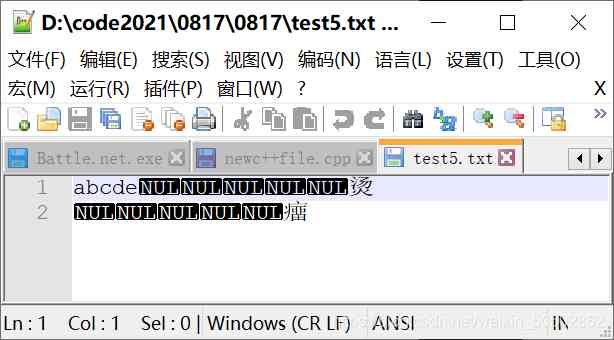 D:\code2021\0817\0817\test5.txt ...
文件(F) 编辑(E) 搜索(S) 视图(V) 编码(N) 语言(L) 设置(T) 工具(O)
宏(M) 运行(R) 插件(P) 窗口(W) ? X
Battle.net.exe newc++file.cpp test5.txt
1 abcdeNULNULNULNULNUL烫
2 NULNULNULNULNUL瘤
Ln : 1 Col : 1 Sel : 0 | Windows (CR LF) ANSI IN